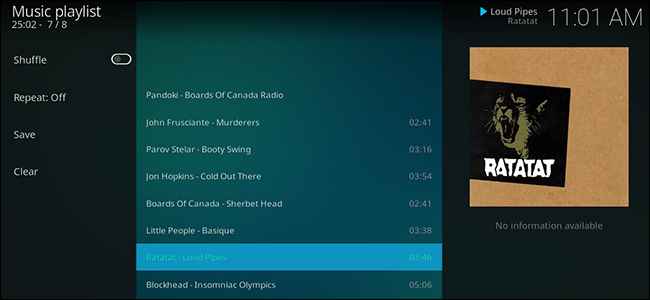 Music playlist
25:02 - 7 / 8
Loud Pipes
Ratatat
11:01 AM
Shuffle
Repeat: Off
Save
Clear
Pandoki - Boards Of Canada Radio
John Frusciante - Murderers 02:41
Parov Stelar - Booty Swing 03:16
Jon Hopkins - Cold Out There 03:54
Boards Of Canada - Sherbet Head 02:41
Little People - Basique 03:38
Ratatat - Loud Pipes 03:46
Blockhead - Insomniac Olympics 05:06
RATATAT
No information available